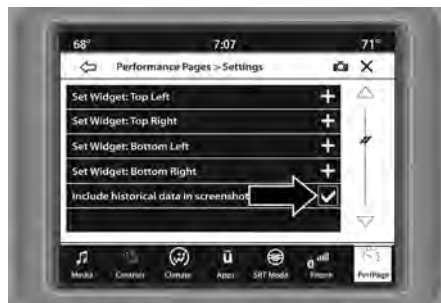 68° 7:07 71°
Performance Pages > Settings
Set Widget: Top Left
Set Widget: Top Right
Set Widget: Bottom Left
Set Widget: Bottom Right
Include historical data in screenshot
Media Controls Climate Apps SRT Mode Phone PerfPage